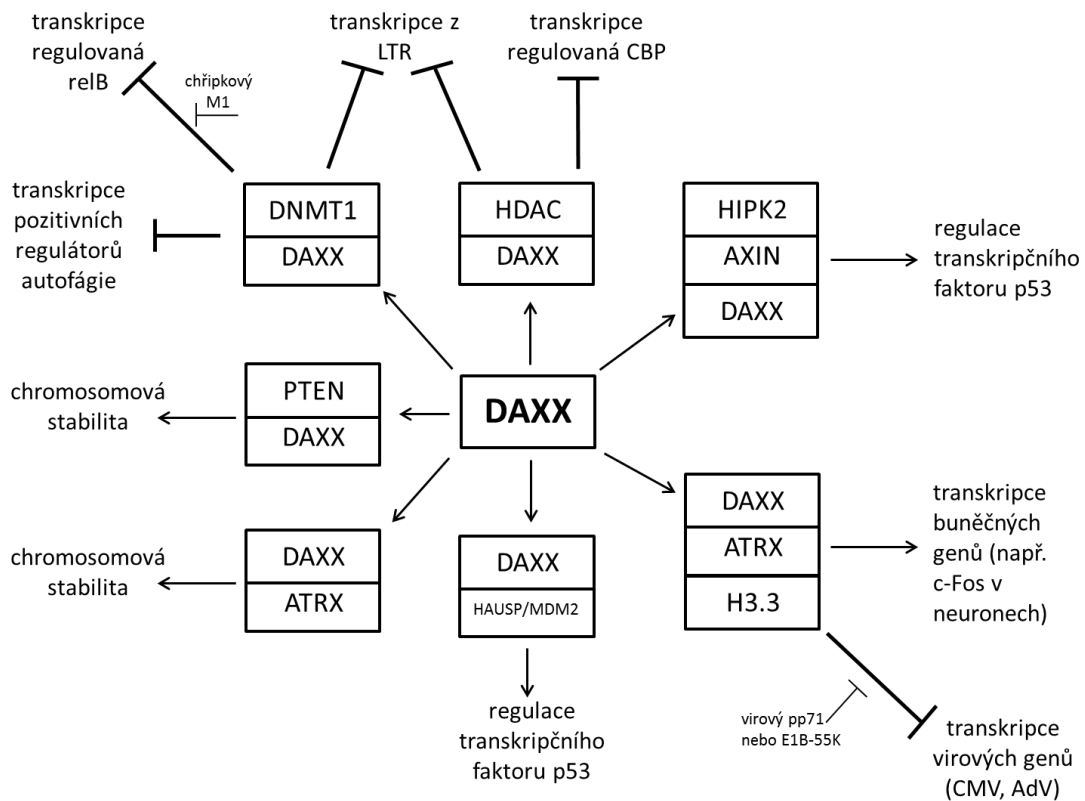 transkripce
regulovaná
relB
chřipkový
M1
transkripce z
LTR
transkripce
regulovaná CBP
transkripce
pozitivních
regulátorů
autofágie
DNMT1
DAXX
HDAC
DAXX
HIPK2
AXIN
DAXX
regulace
transkripčního
faktoru p53
chromosomová
stabilita
PTEN
DAXX
DAXX
chromosomová
stabilita
DAXX
ATRX
DAXX
HAUSP/MDM2
regulace
transkripčního
faktoru p53
DAXX
ATRX
H3.3
transkripce
buněčných
genů (např.
c-Fos v
neuronech)
virový pp71
nebo E1B-55K
transkripce
virových genů
(CMV, AdV)